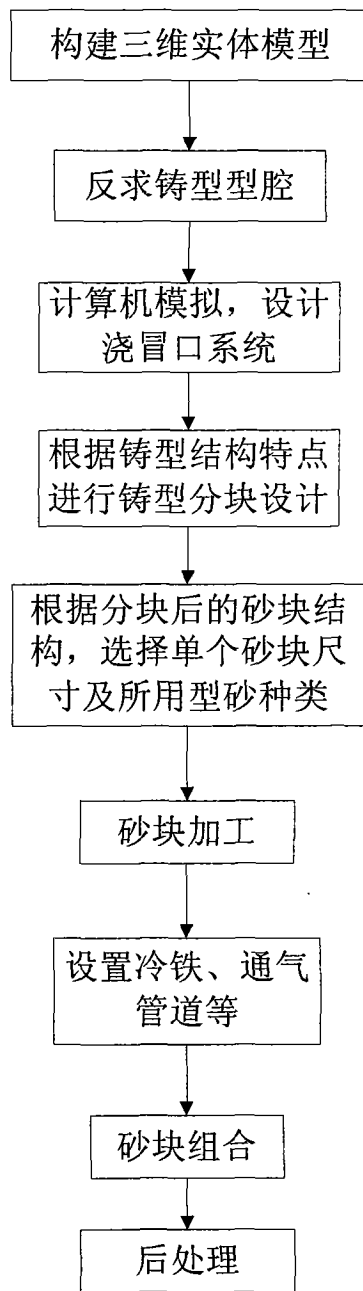 构建三维实体模型
反求铸型型腔
计算机模拟，设计
浇冒口系统
根据铸型结构特点
进行铸型分块设计
根据分块后的砂块结
构，选择单个砂块尺
寸及所用型砂种类
砂块加工
设置冷铁、通气
管道等
砂块组合
后处理